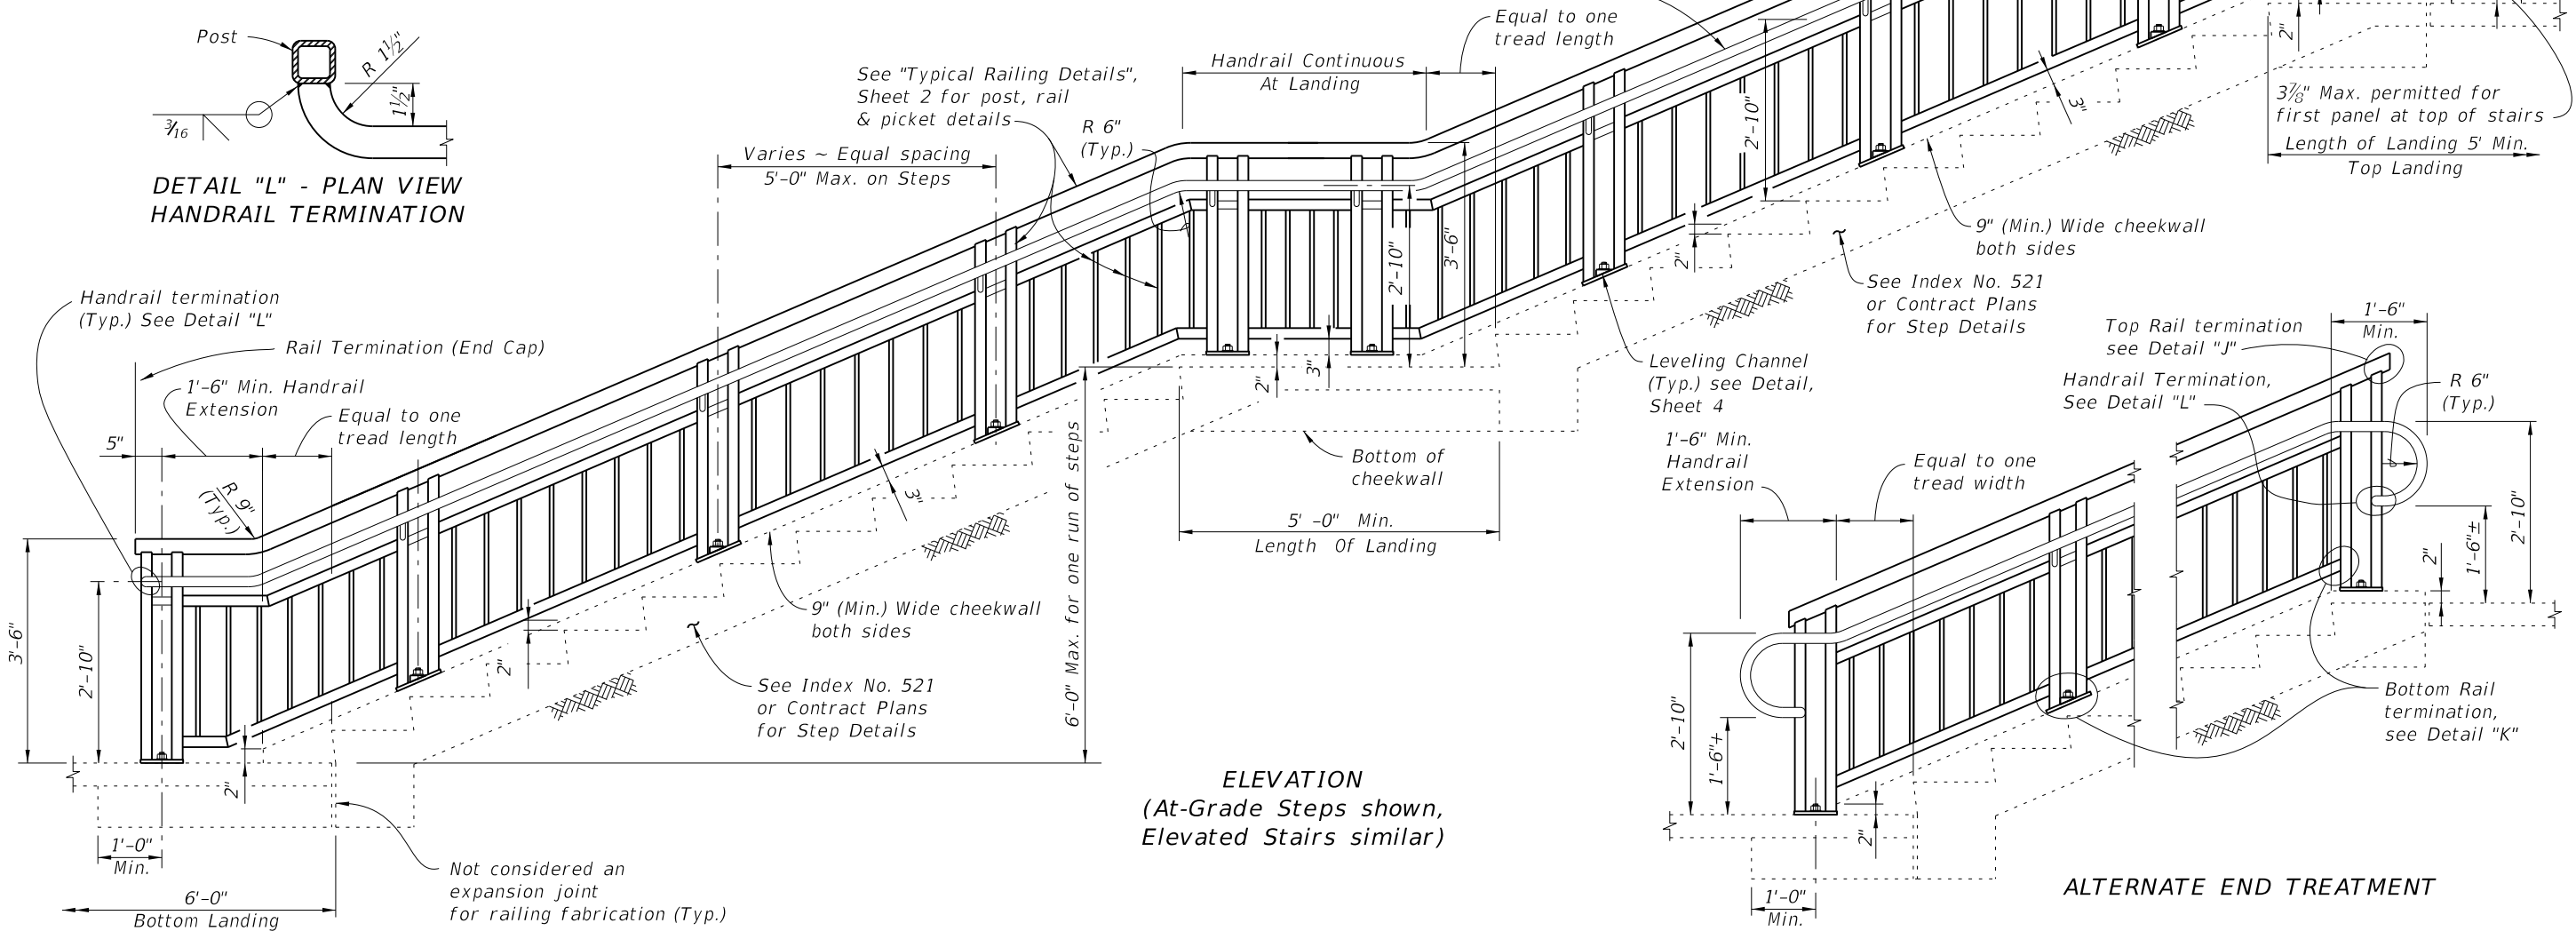 Post
R 1½"
1½"
3/16
DETAIL "L" - PLAN VIEW
HANDRAIL TERMINATION
See "Typical Railing Details",
Sheet 2 for post, rail
& picket details
Varies ~ Equal spacing
5'-0" Max. on Steps
R 6"
(Typ.)
Handrail Continuous
At Landing
Equal to one
tread length
2'-10"
3'-6"
2'-10"
2"
3"
2"
3"
2"
3⅞" Max. permitted for
first panel at top of stairs
Length of Landing 5' Min.
Top Landing
9" (Min.) Wide cheekwall
both sides
See Index No. 521
or Contract Plans
for Step Details
Leveling Channel
(Typ.) see Detail,
Sheet 4
Bottom of
cheekwall
5' -0" Min.
Length Of Landing
6'-0" Max. for one run of steps
Handrail termination
(Typ.) See Detail "L"
Rail Termination (End Cap)
1'-6" Min. Handrail
Extension
Equal to one
tread length
5"
R 9"
(Typ.)
3'-6"
2'-10"
2"
2"
3"
9" (Min.) Wide cheekwall
both sides
See Index No. 521
or Contract Plans
for Step Details
1'-0"
Min.
6'-0"
Bottom Landing
Not considered an
expansion joint
for railing fabrication (Typ.)
ELEVATION
(At-Grade Steps shown,
Elevated Stairs similar)
1'-6"
Min.
Top Rail termination
see Detail "J"
Handrail Termination,
See Detail "L"
R 6"
(Typ.)
1'-6" Min.
Handrail
Extension
Equal to one
tread width
2'-10"
1'-6"±
2"
2'-10"
1'-6"+
2"
Bottom Rail
termination,
see Detail "K"
1'-0"
Min.
ALTERNATE END TREATMENT